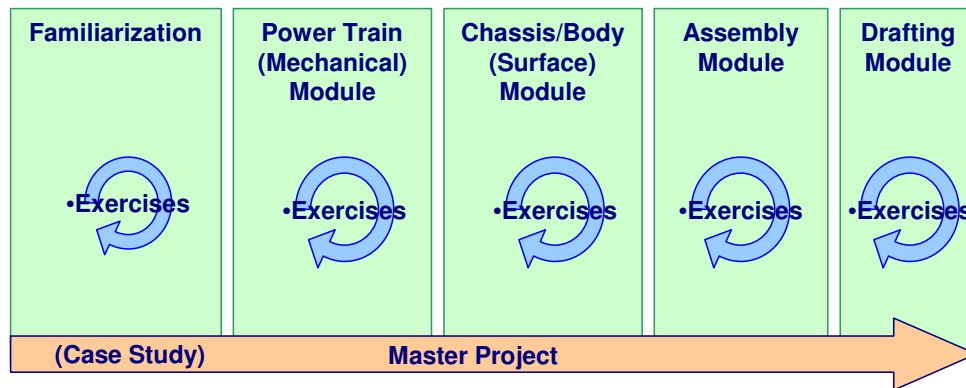 Familiarization
Power Train
(Mechanical)
Module
Chassis/Body
(Surface)
Module
Assembly
Module
Drafting
Module
•Exercises
•Exercises
•Exercises
•Exercises
•Exercises
(Case Study)
Master Project